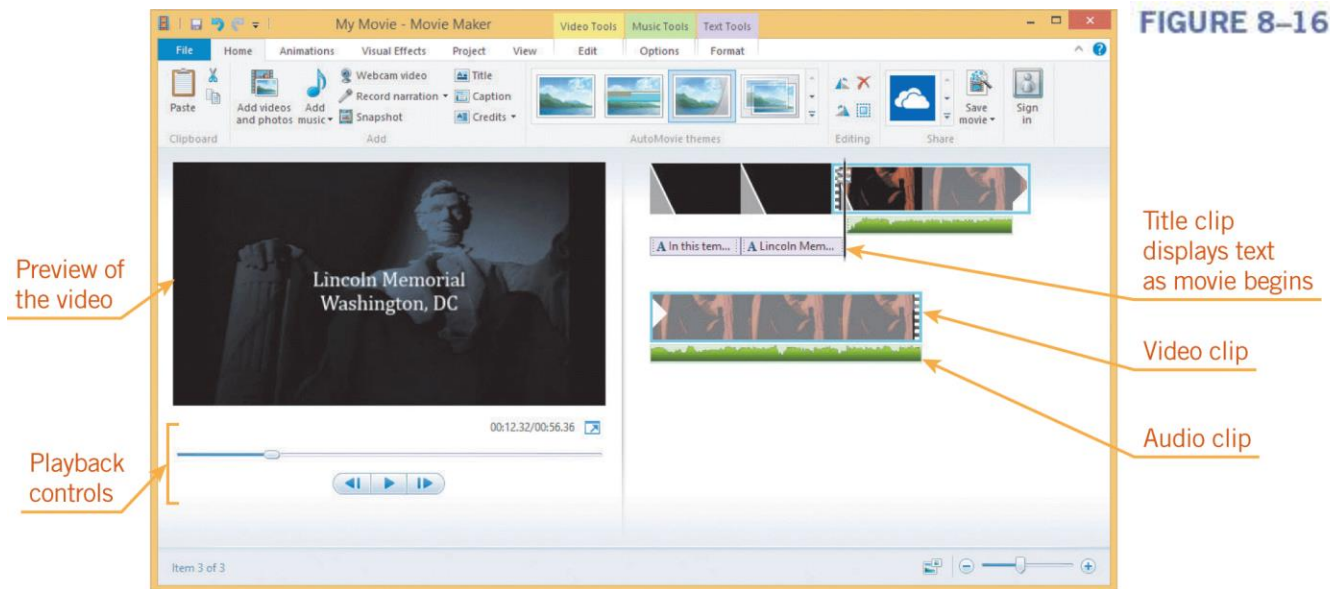 FIGURE 8–16
My Movie - Movie Maker
Video Tools
Music Tools
Text Tools
File
Home
Animations
Visual Effects
Project
View
Edit
Options
Format
Paste
Clipboard
Add videos
and photos
Add
music
Webcam video
Record narration
Snapshot
Title
Caption
Credits
Add
AutoMovie themes
Editing
Save
movie
Share
Sign
in
Lincoln Memorial
Washington, DC
00:12.32/00:56.36
A In this tem...
A Lincoln Mem...
Item 3 of 3
Preview of
the video
Playback
controls
Title clip
displays text
as movie begins
Video clip
Audio clip